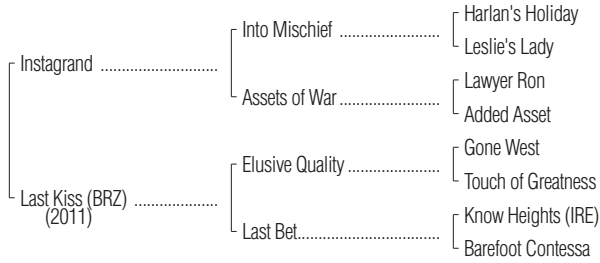 Harlan's Holiday
Into Mischief
Leslie's Lady
Instagrand
Lawyer Ron
Assets of War
Added Asset
Gone West
Elusive Quality
Touch of Greatness
Last Kiss (BRZ)
(2011)
Know Heights (IRE)
Last Bet
Barefoot Contessa